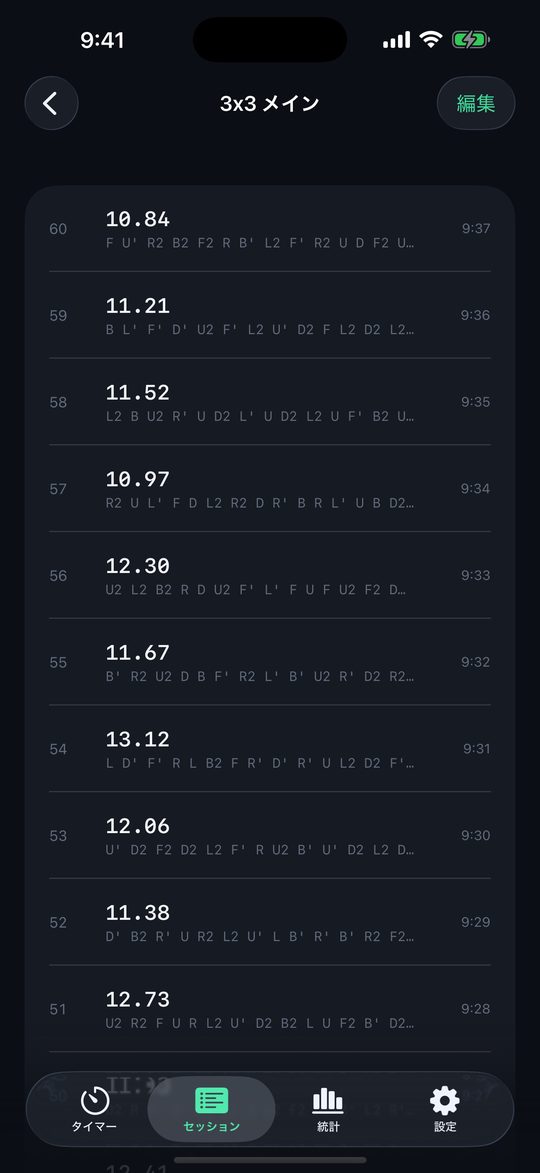 9:41
3x3 メイン
編集
60
10.84
9:37
F U' R2 B2 F2 R B' L2 F' R2 U D F2 U…
59
11.21
9:36
B L' F' D' U2 F' L2 U' D2 F L2 D2 L2…
58
11.52
9:35
L2 B U2 R' U D2 L' U D2 L2 U F' B2 U…
57
10.97
9:34
R2 U L' F D L2 R2 D R' B R L' U B D2…
56
12.30
9:33
U2 L2 B2 R D U2 F' L' F U F U2 F2 D…
55
11.67
9:32
B' R2 U2 D B F' R2 L' B' U2 R' D2 R2…
54
13.12
9:31
L D' F' R L B2 F R' D' R' U L2 D2 F'…
53
12.06
9:30
U' D2 F2 D2 L2 F' R U2 B' U' D2 L2 D…
52
11.38
9:29
D' B2 R' U R2 L2 U' L B' R' B' R2 F2…
51
12.73
9:28
U2 R2 F U R L2 U' D2 B2 L U F2 B' D2…
タイマー
セッション
統計
設定